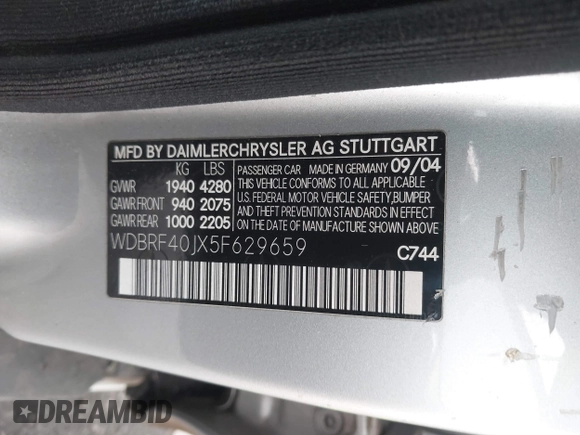 MFD BY DAIMLERCHRYSLER AG STUTTGART
KG LBS
GVWR 1940 4280
GAWR FRONT 940 2075
GAWR REAR 1000 2205
PASSENGER CAR MADE IN GERMANY 09/04
THIS VEHICLE CONFORMS TO ALL APPLICABLE
U.S. FEDERAL MOTOR VEHICLE SAFETY, BUMPER
AND THEFT PREVENTION STANDARDS IN EFFECT
ON THE DATE OF MANUFACTURE SHOWN ABOVE.
WDBRF40JX5F629659
C744
DREAMBID